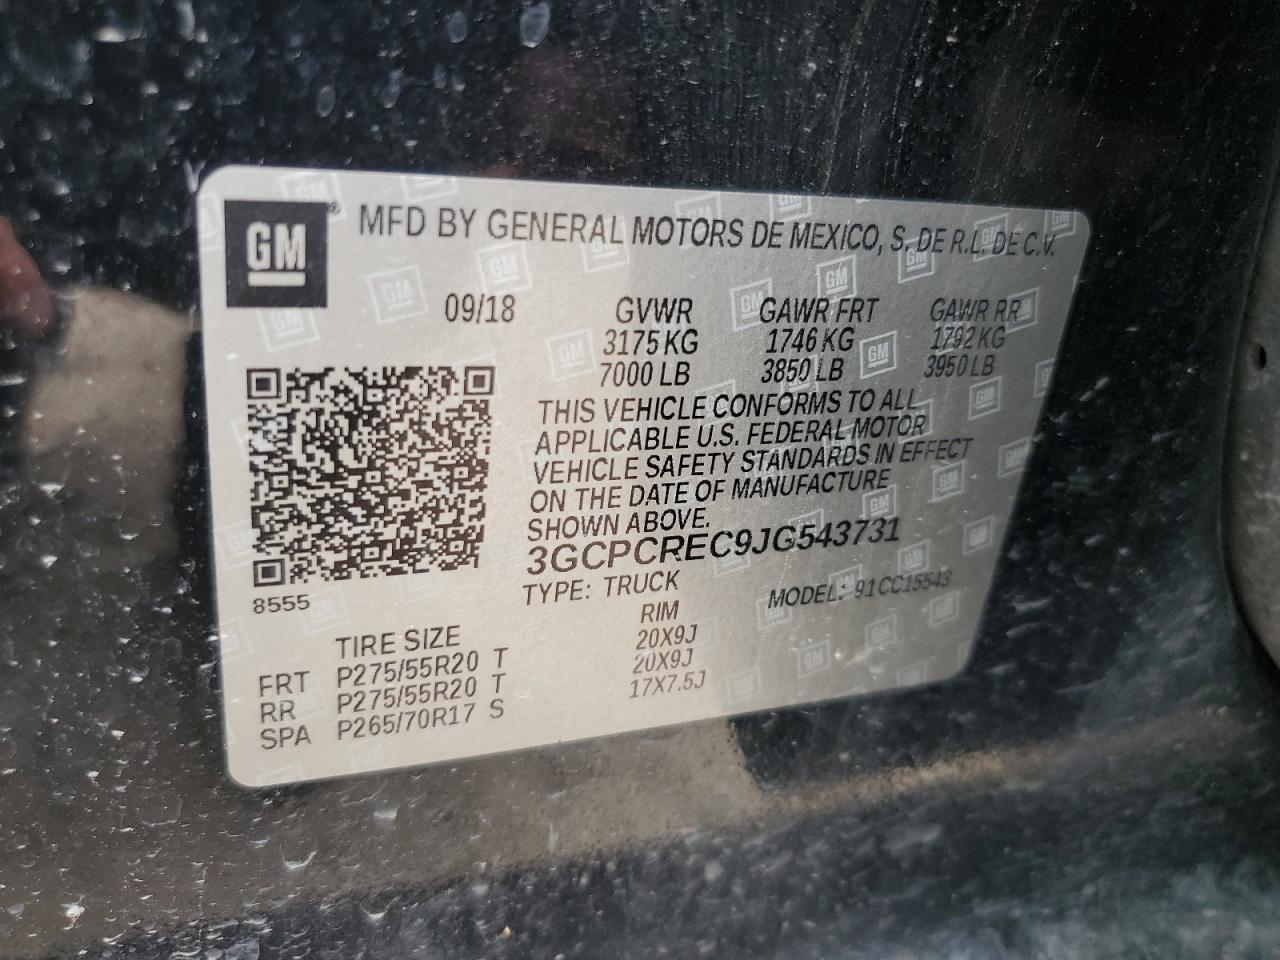 GM® MFD BY GENERAL MOTORS DE MEXICO, S. DE R.L. DE C.V.
09/18 GVWR GAWR FRT GAWR RR
3175 KG 1746 KG 1792 KG
7000 LB 3850 LB 3950 LB
THIS VEHICLE CONFORMS TO ALL
APPLICABLE U.S. FEDERAL MOTOR
VEHICLE SAFETY STANDARDS IN EFFECT
ON THE DATE OF MANUFACTURE
SHOWN ABOVE.
3GCPCREC9JG543731
8555 TYPE: TRUCK MODEL: 91 CC15543
TIRE SIZE RIM
FRT P275/55R20 T 20X9J
RR P275/55R20 T 20X9J
SPA P265/70R17 S 17X7.5J